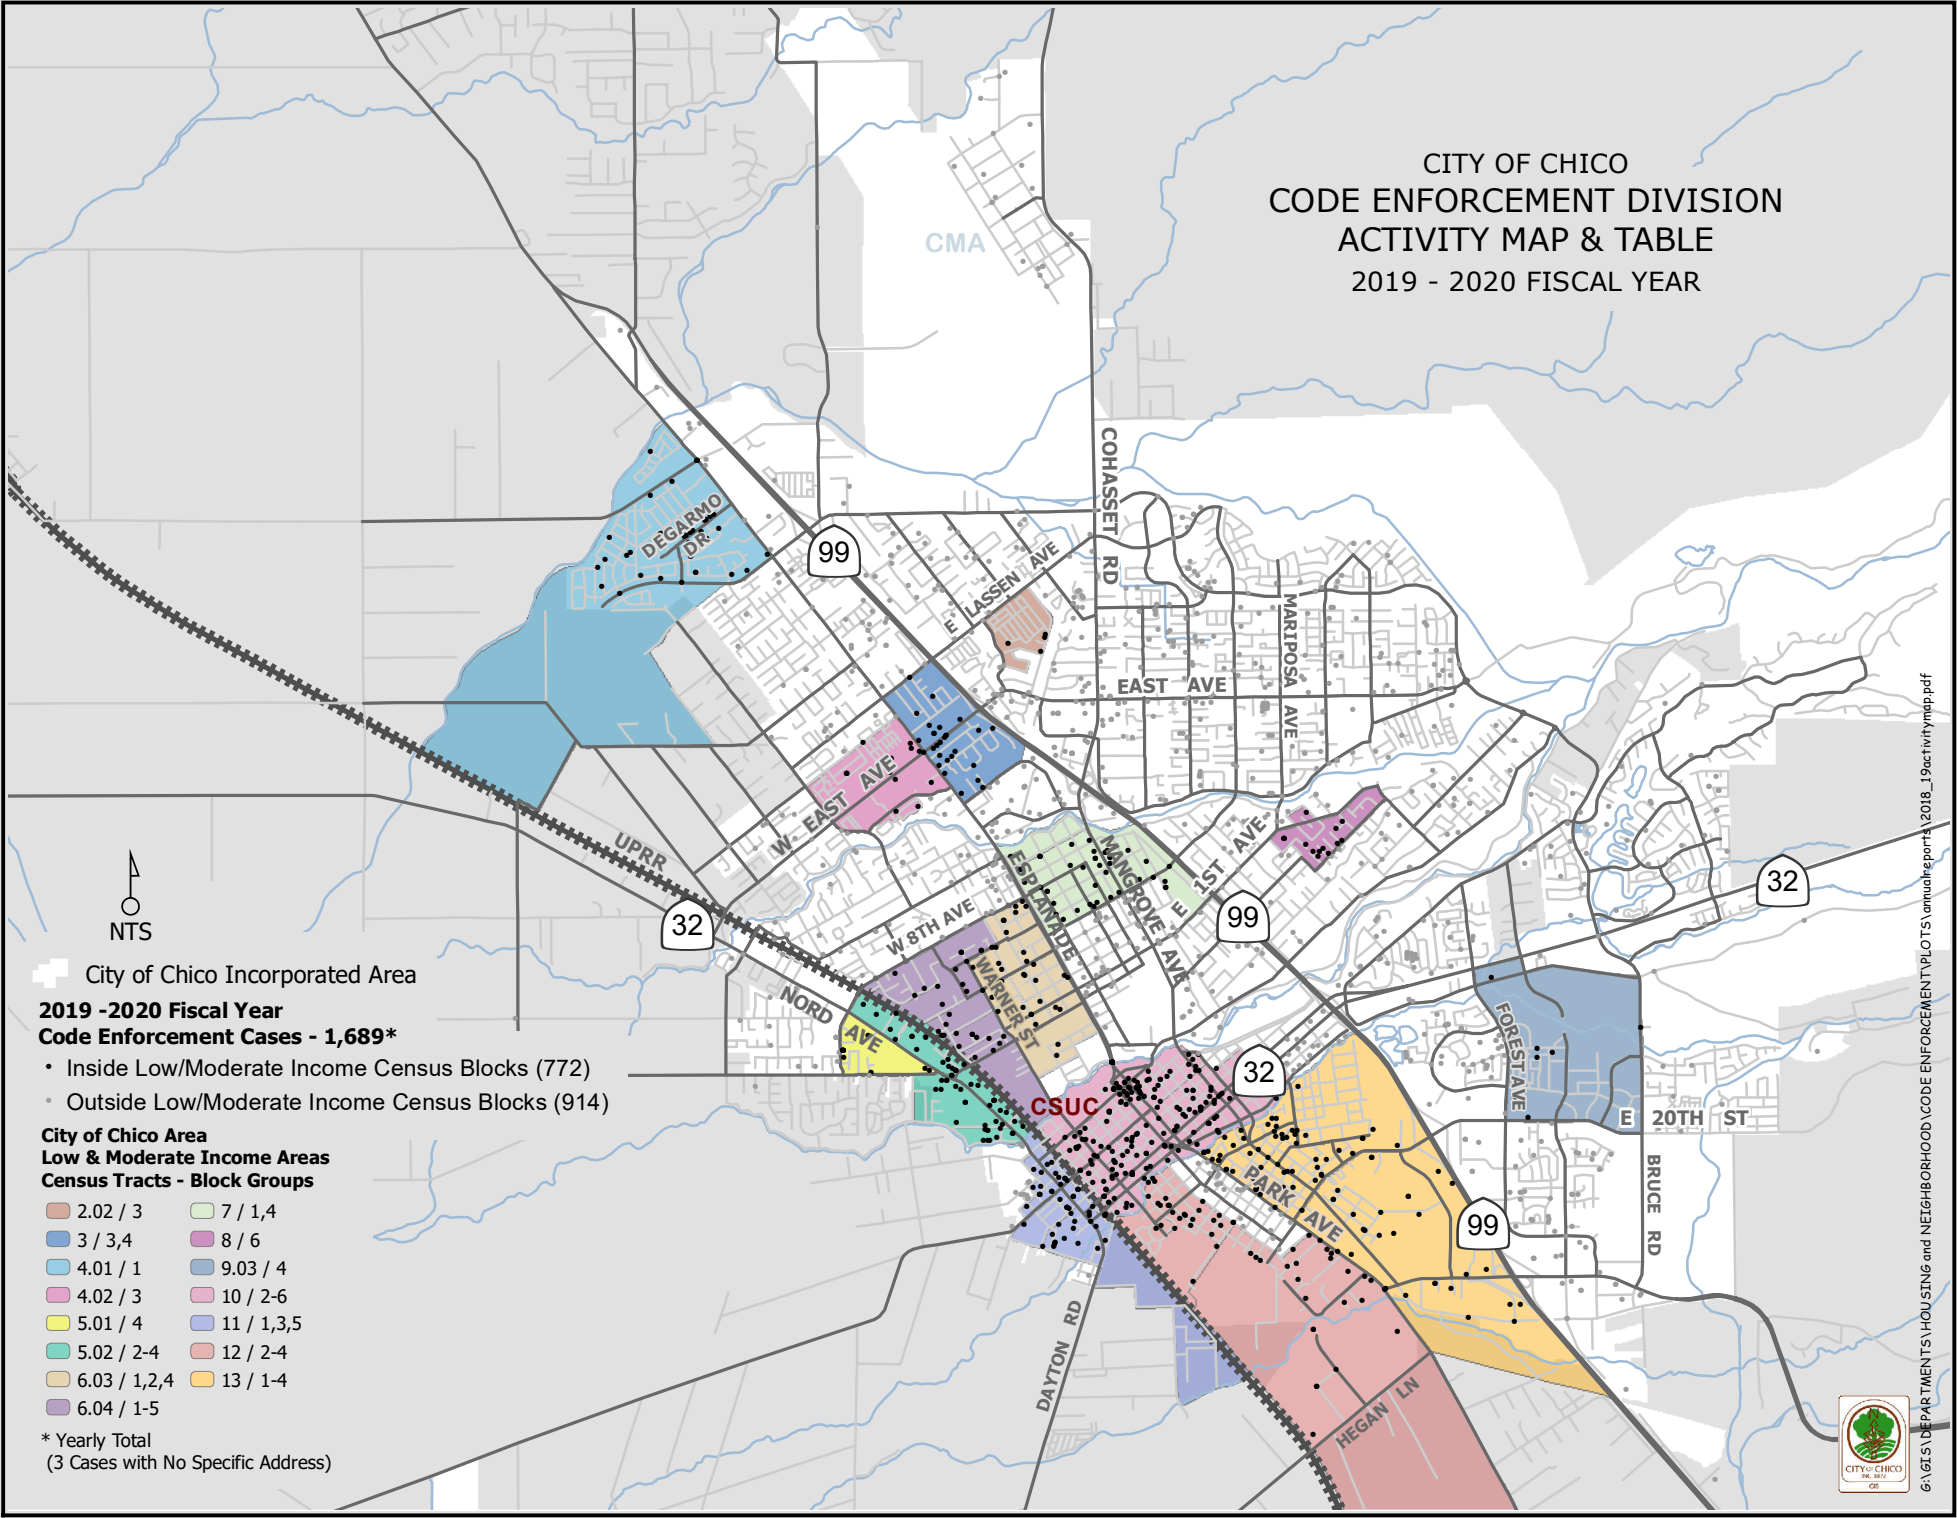 CITY OF CHICO
CODE ENFORCEMENT DIVISION
ACTIVITY MAP & TABLE
2019 - 2020 FISCAL YEAR
CMA
COHASSET RD
DEGARMO
DR
99
E LASSEN AVE
MARIPOSA AVE
EAST AVE
W EAST AVE
UPRR
ESPLANADE
MANGROVE AVE
E 1ST AVE
99
32
32
W 8TH AVE
WARNER ST
NORD AVE
CSUC
32
FOREST AVE
E 20TH ST
PARK AVE
BRUCE RD
99
DAYTON RD
HEGAN LN
NTS
City of Chico Incorporated Area
2019 -2020 Fiscal Year
Code Enforcement Cases - 1,689*
Inside Low/Moderate Income Census Blocks (772)
Outside Low/Moderate Income Census Blocks (914)
City of Chico Area
Low & Moderate Income Areas
Census Tracts - Block Groups
2.02 / 3
3 / 3,4
4.01 / 1
4.02 / 3
5.01 / 4
5.02 / 2-4
6.03 / 1,2,4
6.04 / 1-5
7 / 1,4
8 / 6
9.03 / 4
10 / 2-6
11 / 1,3,5
12 / 2-4
13 / 1-4
* Yearly Total
(3 Cases with No Specific Address)
G:\GIS\DEPARTMENTS\HOUSING and NEIGHBORHOOD\CODE ENFORCEMENT\PLOTS\annualreports\2018_19activitymap.pdf
N
CITY OF CHICO
INC. 1872
GIS